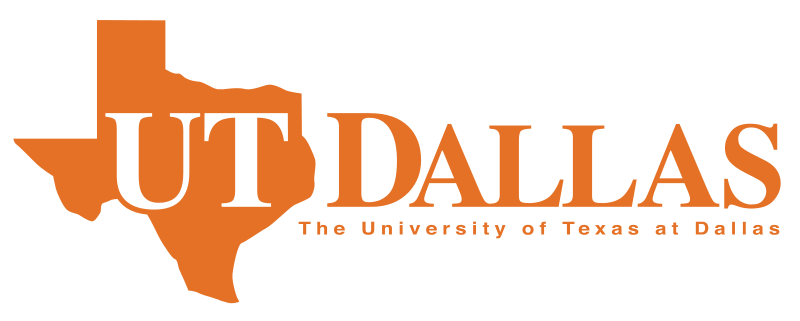 UT DALLAS
The University of Texas at Dallas